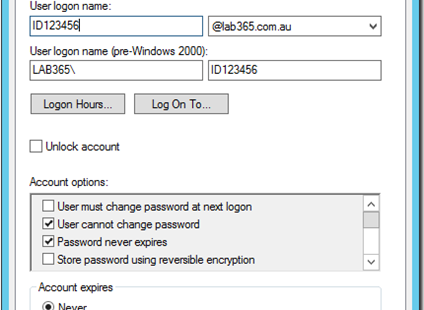 User logon name:
ID123456 @lab365.com.au
User logon name (pre-Windows 2000):
LAB365\ ID123456
Logon Hours... Log On To...
Unlock account
Account options:
User must change password at next logon
User cannot change password
Password never expires
Store password using reversible encryption
Account expires
Never